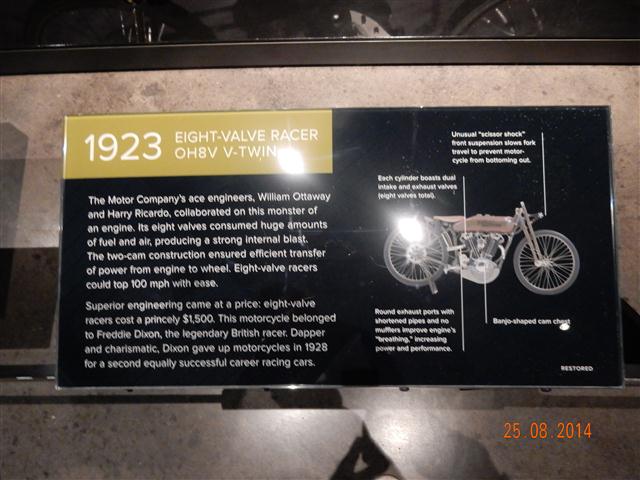 1923
EIGHT-VALVE RACER
OH8V V-TWIN
The Motor Company's ace engineers, William Ottaway
and Harry Ricardo, collaborated on this monster of
an engine. Its eight valves consumed huge amounts
of fuel and air, producing a strong internal blast.
The two-cam construction ensured efficient transfer
of power from engine to wheel. Eight-valve racers
could top 100 mph with ease.
Superior engineering came at a price: eight-valve
racers cost a princely $1,500. This motorcycle belonged
to Freddie Dixon, the legendary British racer. Dapper
and charismatic, Dixon gave up motorcycles in 1928
for a second equally successful career racing cars.
Unusual "scissor shock"
front suspension slows fork
travel to prevent motor-
cycle from bottoming out.
Each cylinder boasts dual
intake and exhaust valves
(eight valves total).
Round exhaust ports with
shortened pipes and no
mufflers improve engine's
"breathing," increasing
power and performance.
Banjo-shaped cam chest
RESTORED
25.08.2014